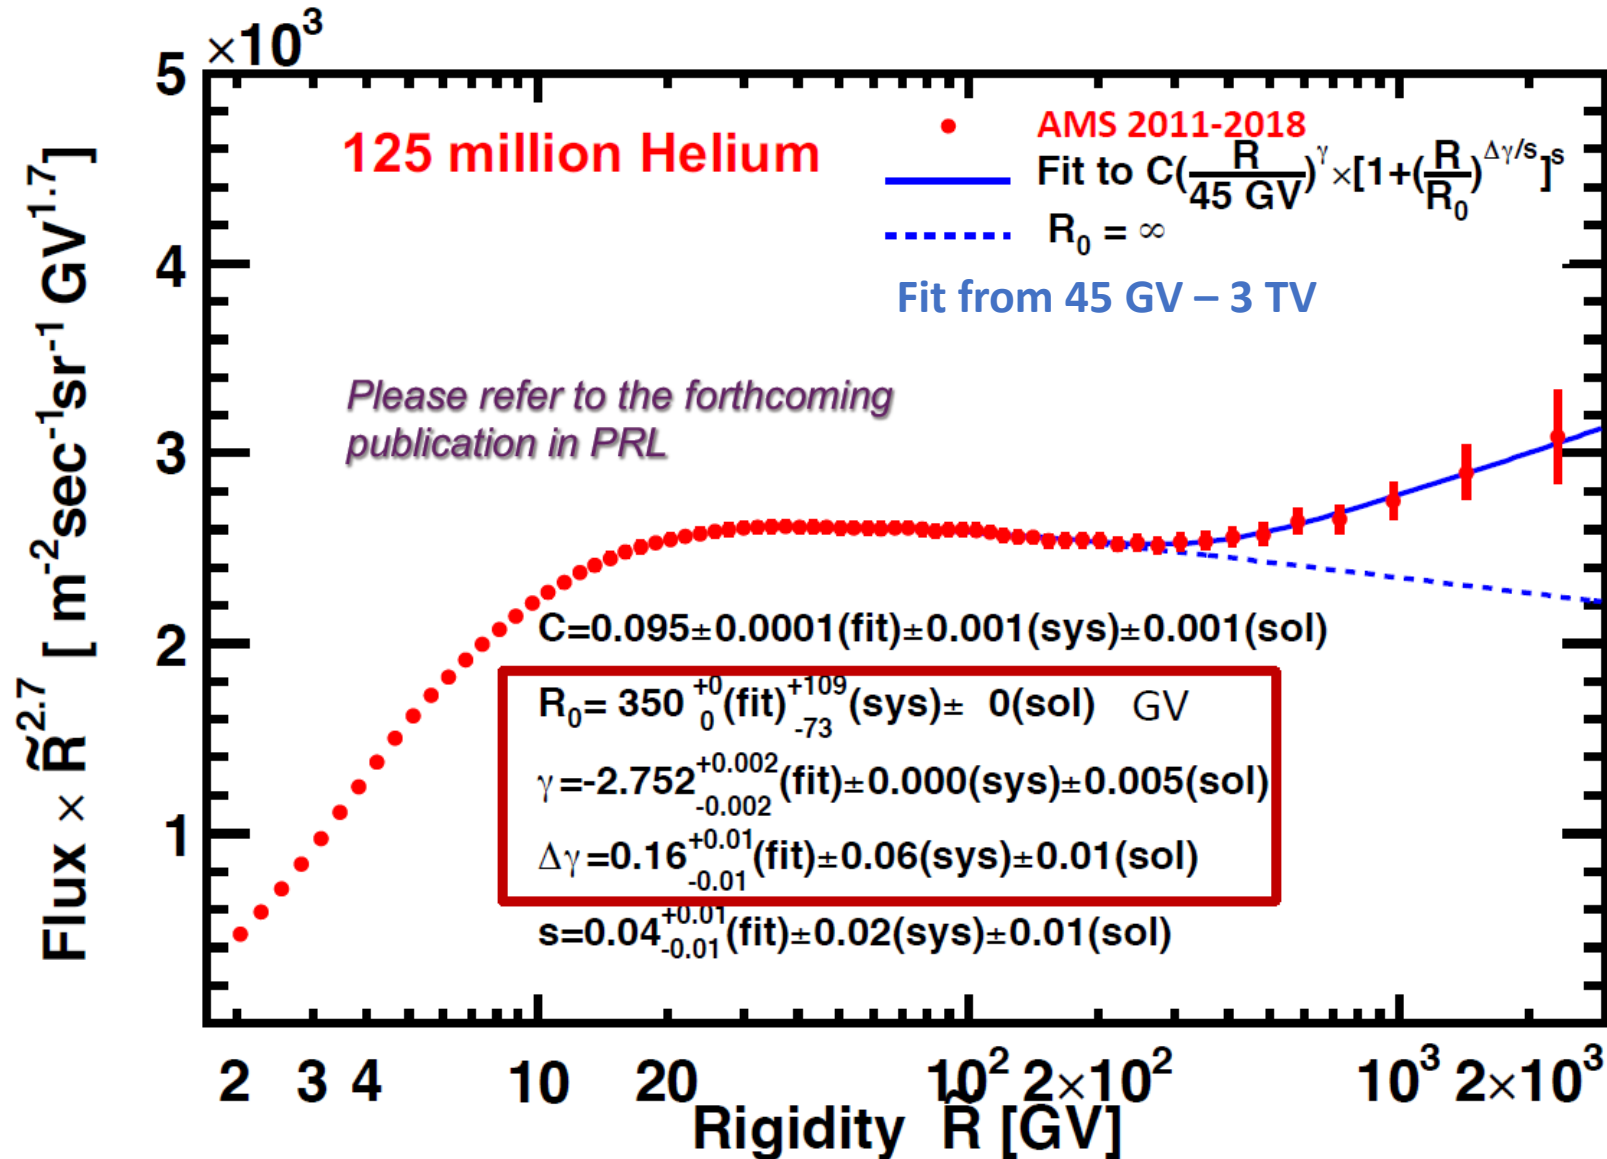 ×10³
5
4
3
2
1
Flux × R̃^2.7 [ m⁻²sec⁻¹sr⁻¹ GV^1.7 ]
125 million Helium
AMS 2011-2018
Fit to C(R/45 GV)^γ ×[1+(R/R₀)^Δγ/s]^s
R₀ = ∞
Fit from 45 GV – 3 TV
Please refer to the forthcoming
publication in PRL
C=0.095±0.0001(fit)±0.001(sys)±0.001(sol)
R₀= 350 +0 0 (fit) +109 -73 (sys)± 0(sol) GV
γ=-2.752 +0.002 -0.002 (fit)±0.000(sys)±0.005(sol)
Δγ=0.16 +0.01 -0.01 (fit)±0.06(sys)±0.01(sol)
s=0.04 +0.01 -0.01 (fit)±0.02(sys)±0.01(sol)
2 3 4 10 20 10² 2×10² 10³ 2×10³
Rigidity R̃ [GV]